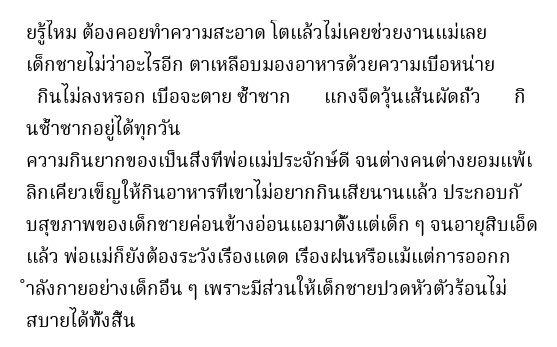 ยรู้ไหม ต้องคอยทำความสะอาด โตแล้วไม่เคยช่วยงานแม่เลย
เด็กชายไม่ว่าอะไรอีก ตาเหลือบมองอาหารด้วยความเบื่อหน่าย
กินไม่ลงหรอก เบื่อจะตาย ซ้ำซาก แกงจืดวุ้นเส้นผัดถั่ว กิ
นซ้ำซากอยู่ได้ทุกวัน
ความกินยากของเป็นสิ่งที่พ่อแม่ประจักษ์ดี จนต่างคนต่างยอมแพ้เ
ลิกเคี่ยวเข็ญให้กินอาหารที่เขาไม่อยากกินเสียนานแล้ว ประกอบกั
บสุขภาพของเด็กชายค่อนข้างอ่อนแอมาตั้งแต่เด็ก ๆ จนอายุสิบเอ็ด
แล้ว พ่อแม่ก็ยังต้องระวังเรื่องแดด เรื่องฝนหรือแม้แต่การออกก
ำลังกายอย่างเด็กอื่น ๆ เพราะมีส่วนให้เด็กชายปวดหัวตัวร้อนไม่
สบายได้ทั้งสิ้น